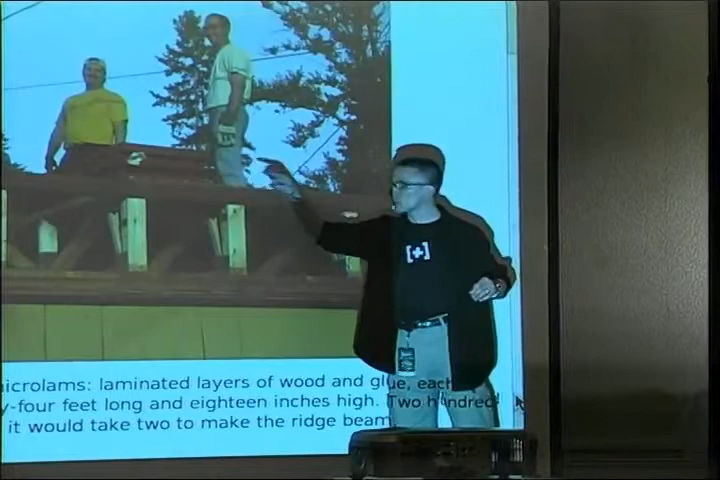 [+]
microlams: laminated layers of wood and glue, each
-four feet long and eighteen inches high. Two hundred
it would take two to make the ridge beam